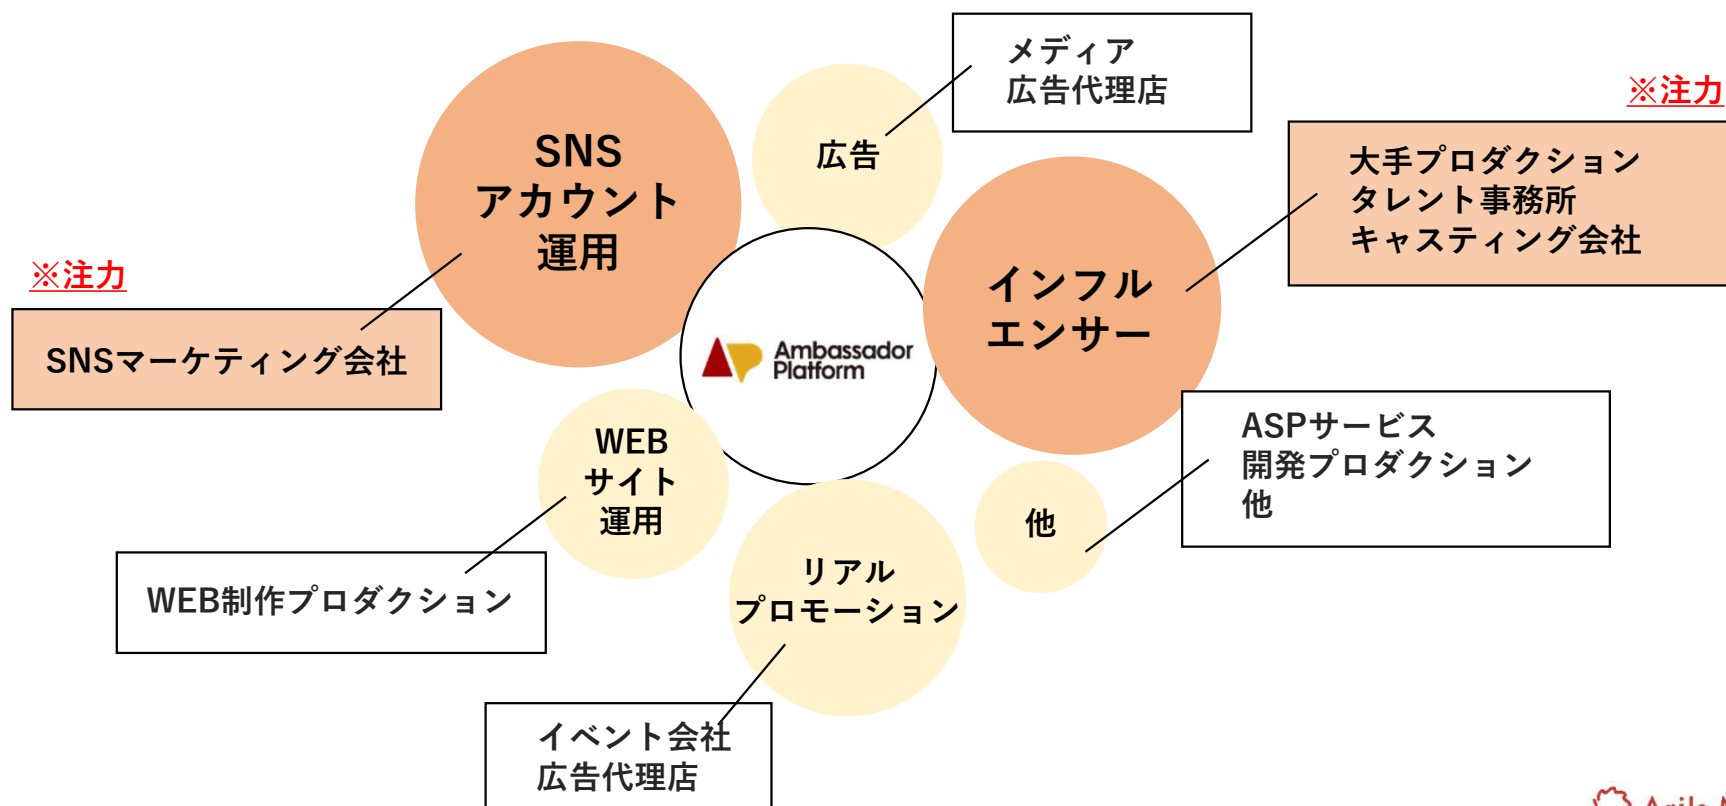 メディア
広告代理店
※注力
大手プロダクション
タレント事務所
キャスティング会社
SNS
アカウント
運用
広告
インフル
エンサー
※注力
SNSマーケティング会社
Ambassador
Platform
ASPサービス
開発プロダクション
他
WEB
サイト
運用
他
WEB制作プロダクション
リアル
プロモーション
イベント会社
広告代理店